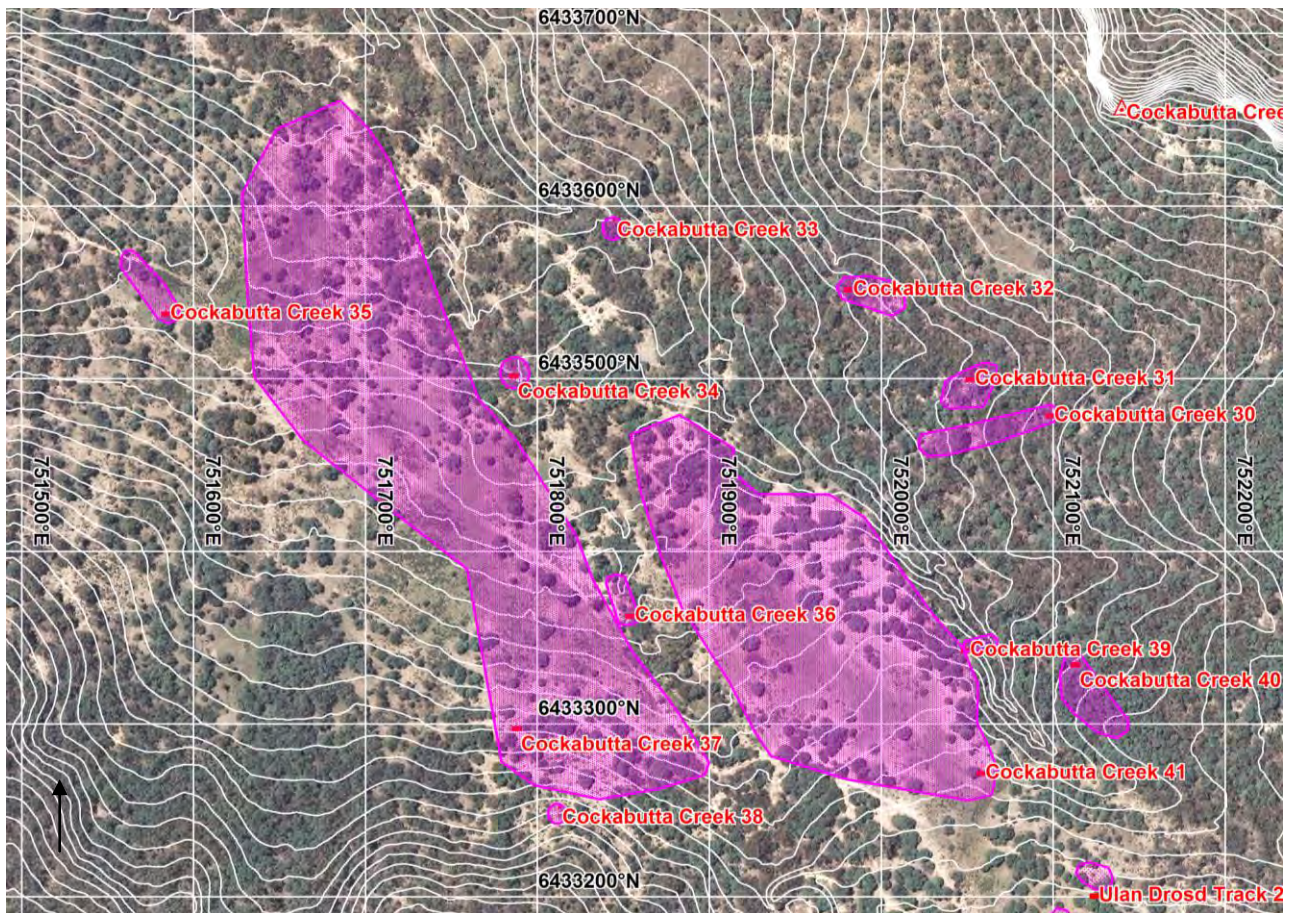 6433700°N
Cockabutta Cree
6433600°N
Cockabutta Creek 33
Cockabutta Creek 32
Cockabutta Creek 35
6433500°N
Cockabutta Creek 31
Cockabutta Creek 34
Cockabutta Creek 30
751500°E
751600°E
751700°E
751800°E
751900°E
752000°E
752100°E
752200°E
Cockabutta Creek 36
Cockabutta Creek 39
Cockabutta Creek 40
6433300°N
Cockabutta Creek 37
Cockabutta Creek 41
Cockabutta Creek 38
6433200°N
Ulan Drosd Track 2